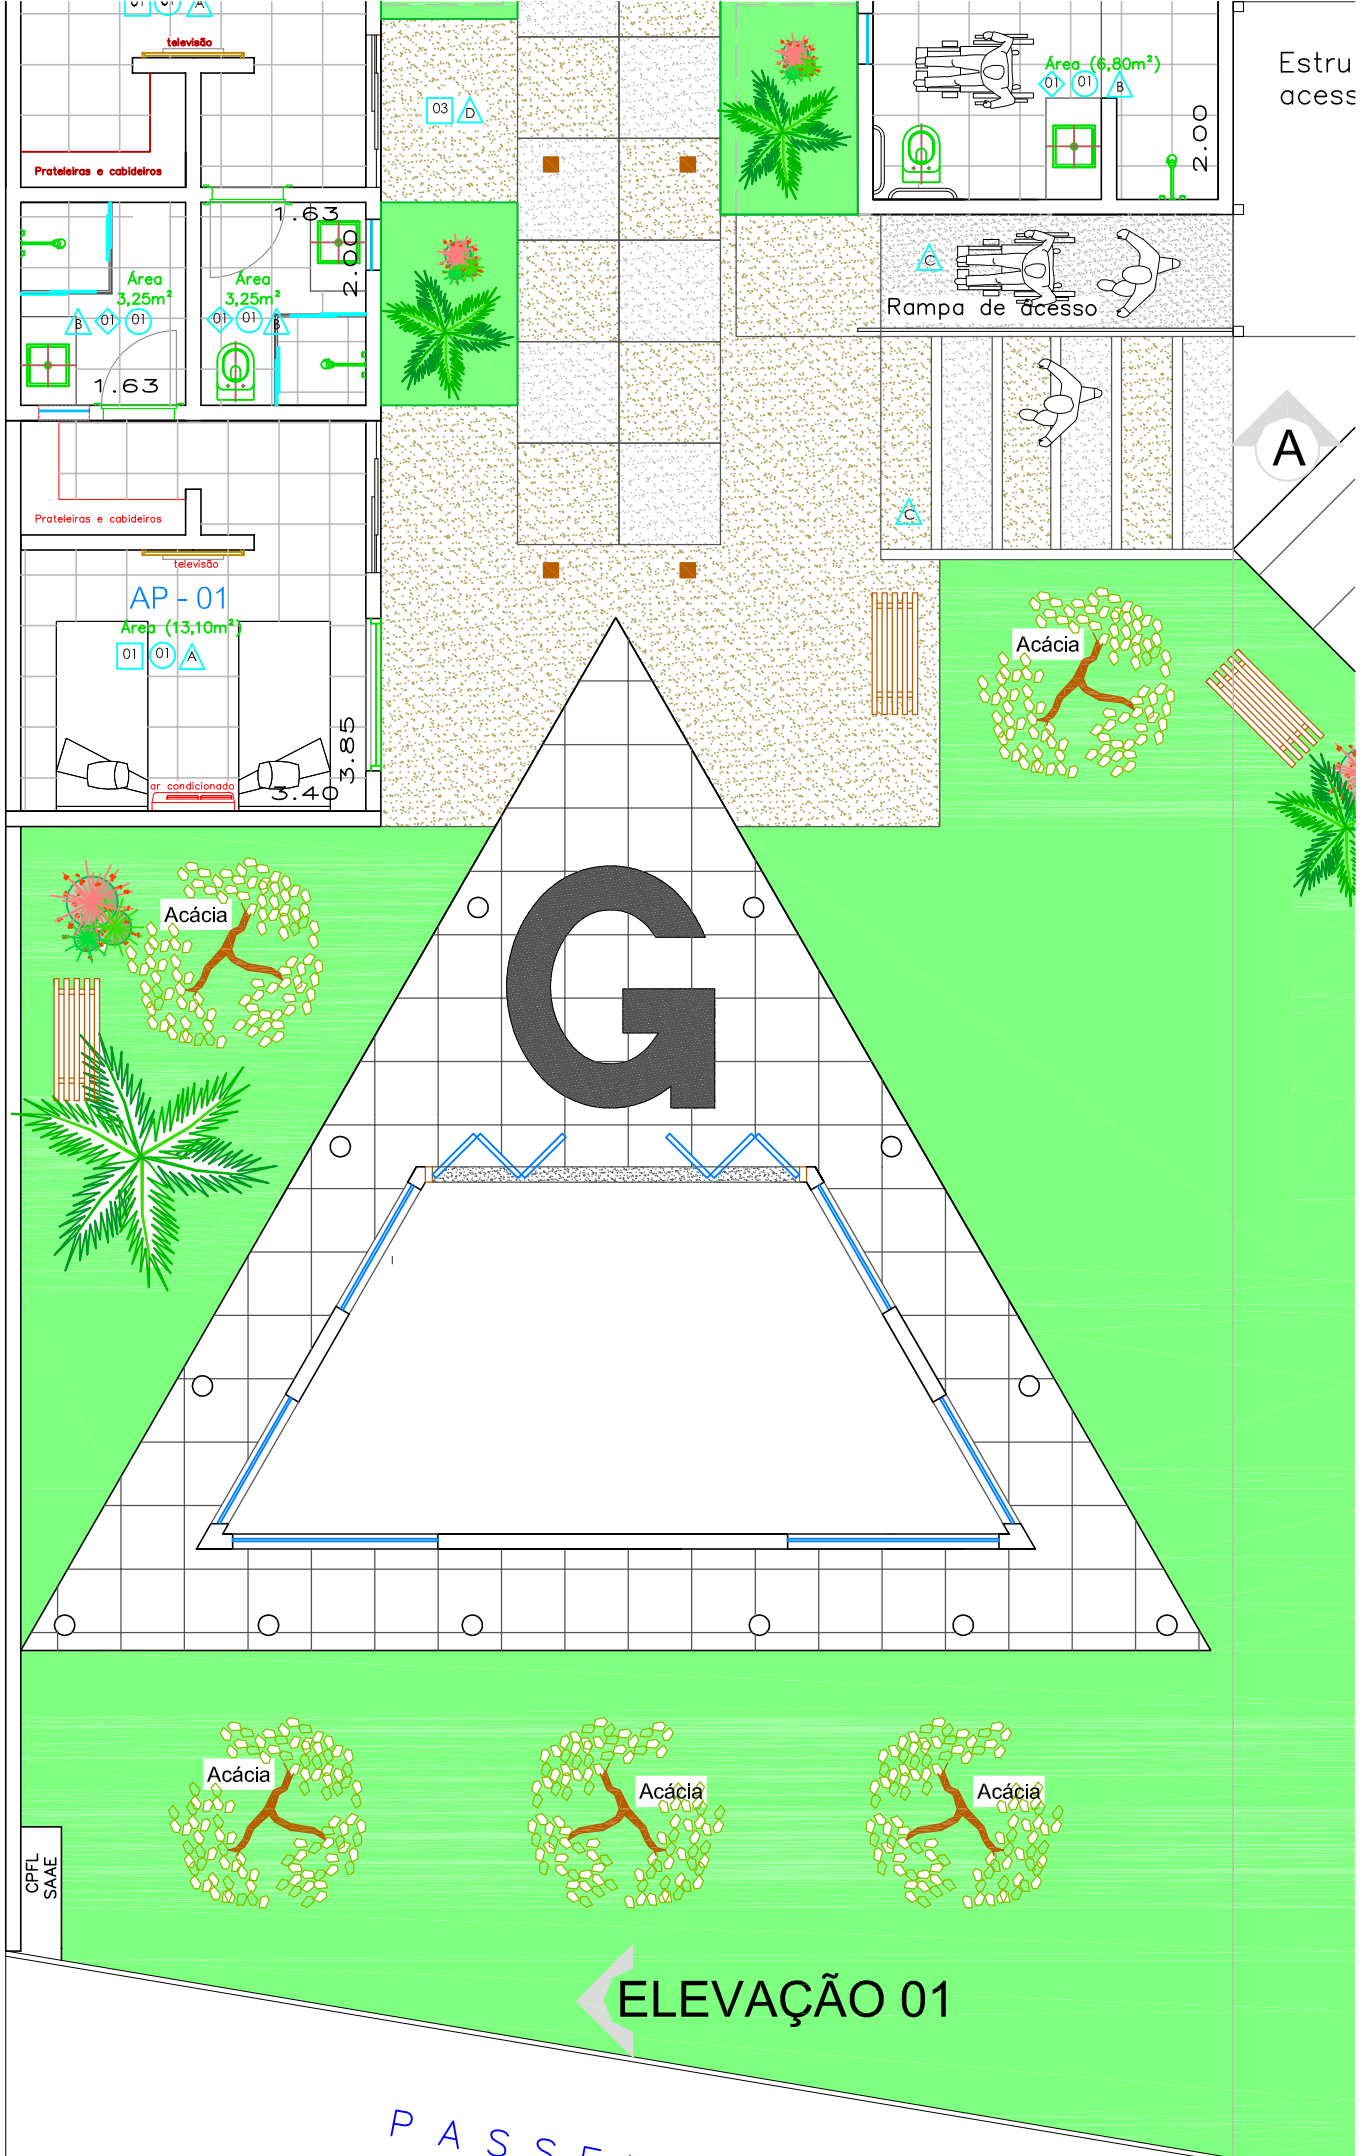 01 01 A
televisão
Estru
acess
Área (6,80m²)
01 01 B
03 D
2.00
Prateleiras e cabideiros
1.63
2.00
Área
3,25m²
Área
3,25m²
B 01 01
01 01 B
C
Rampa de acesso
1.63
A
C
Prateleiras e cabideiros
televisão
AP - 01
Área (13,10m²)
01 01 A
Acácia
3.85
ar condicionado
3.40
Acácia
G
Acácia
Acácia
Acácia
CPFL
SAAE
ELEVAÇÃO 01
PASSE